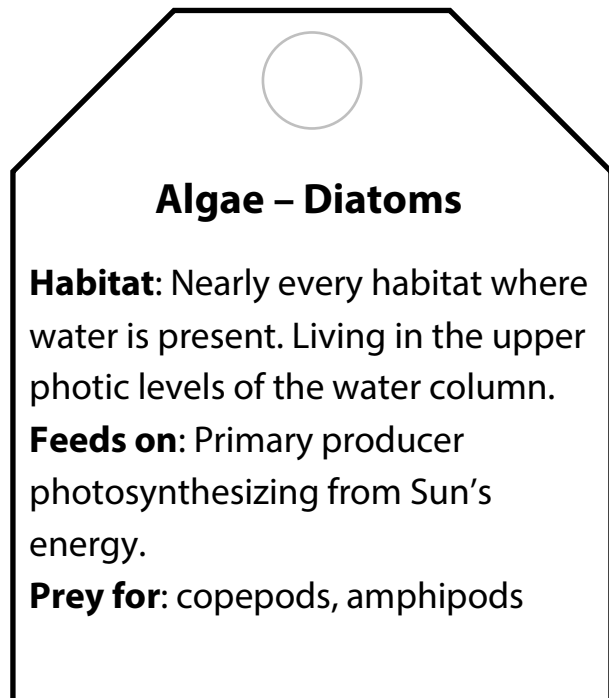 Algae – Diatoms
Habitat: Nearly every habitat where
water is present. Living in the upper
photic levels of the water column.
Feeds on: Primary producer
photosynthesizing from Sun’s
energy.
Prey for: copepods, amphipods